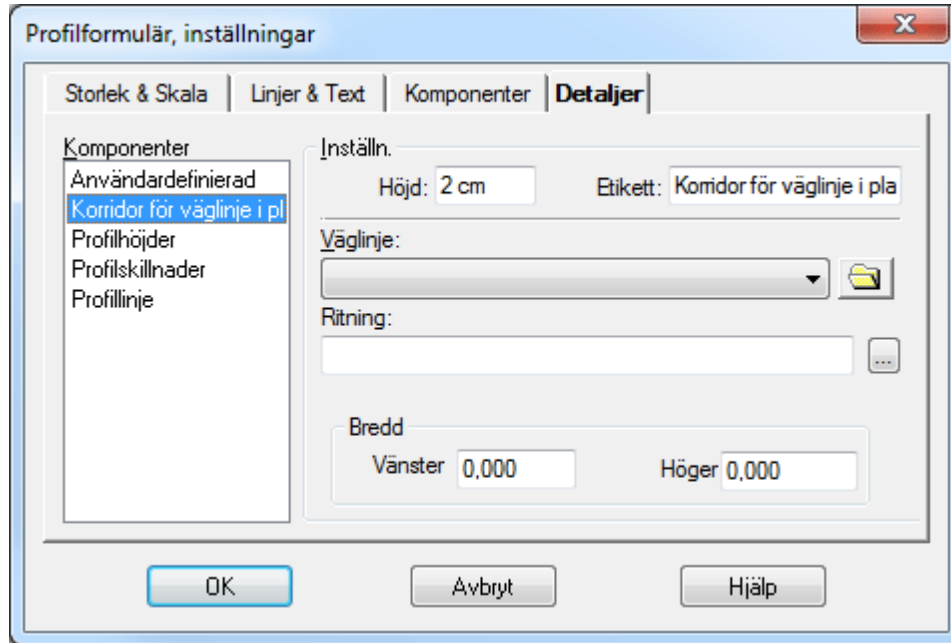 Profilformulär, inställningar
Storlek & Skala
Linjer & Text
Komponenter
Detaljer
Komponenter
Användardefinierad
Korridor för väglinje i pl
Profilhöjder
Profilskillnader
Profillinje
Inställn.
Höjd: 2 cm
Etikett: Korridor för väglinje i pla
Väglinje:
Ritning:
...
Bredd
Vänster 0,000
Höger 0,000
OK
Avbryt
Hjälp